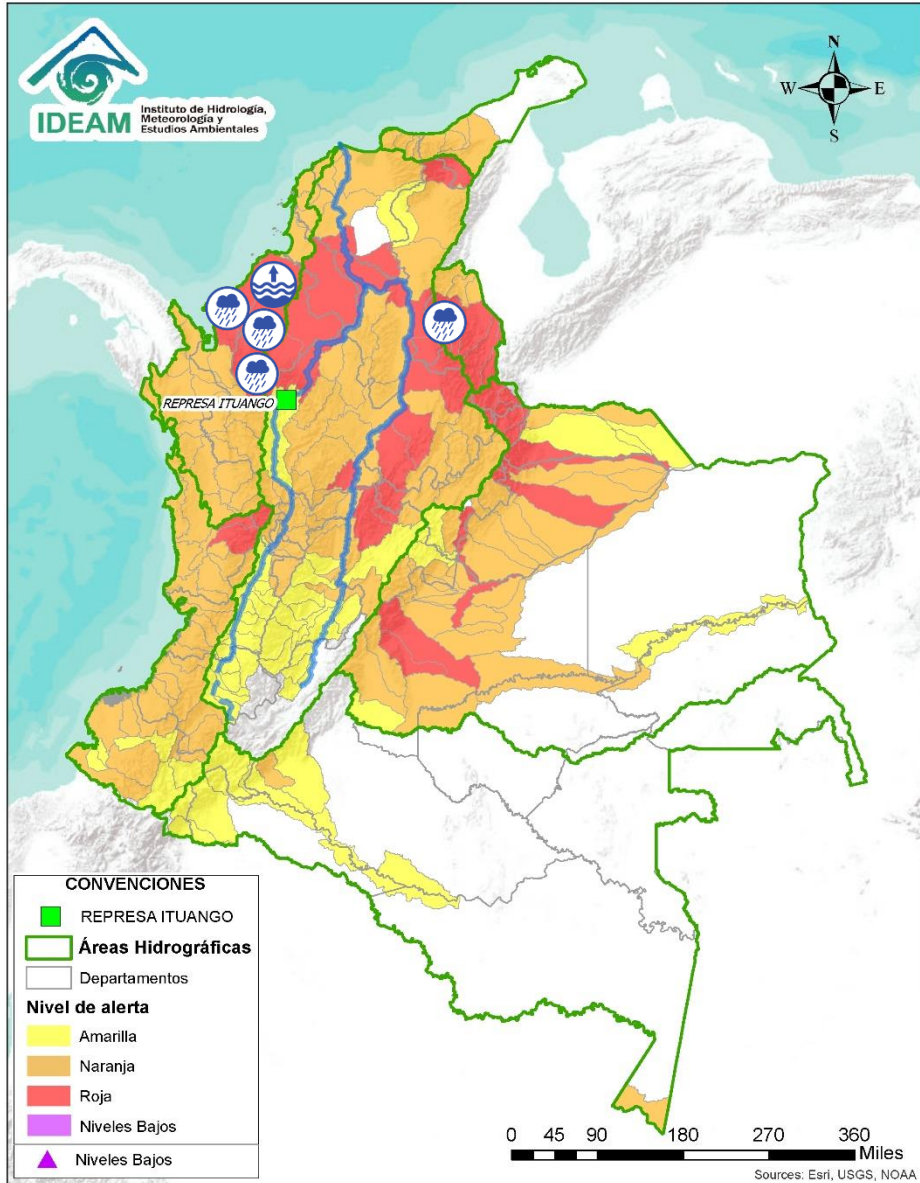 IDEAM
Instituto de Hidrología,
Meteorología y
Estudios Ambientales
N
W
E
S
REPRESA ITUANGO
CONVENCIONES
REPRESA ITUANGO
Áreas Hidrográficas
Departamentos
Nivel de alerta
Amarilla
Naranja
Roja
Niveles Bajos
Niveles Bajos
0 45 90 180 270 360
Miles
Sources: Esri, USGS, NOAA